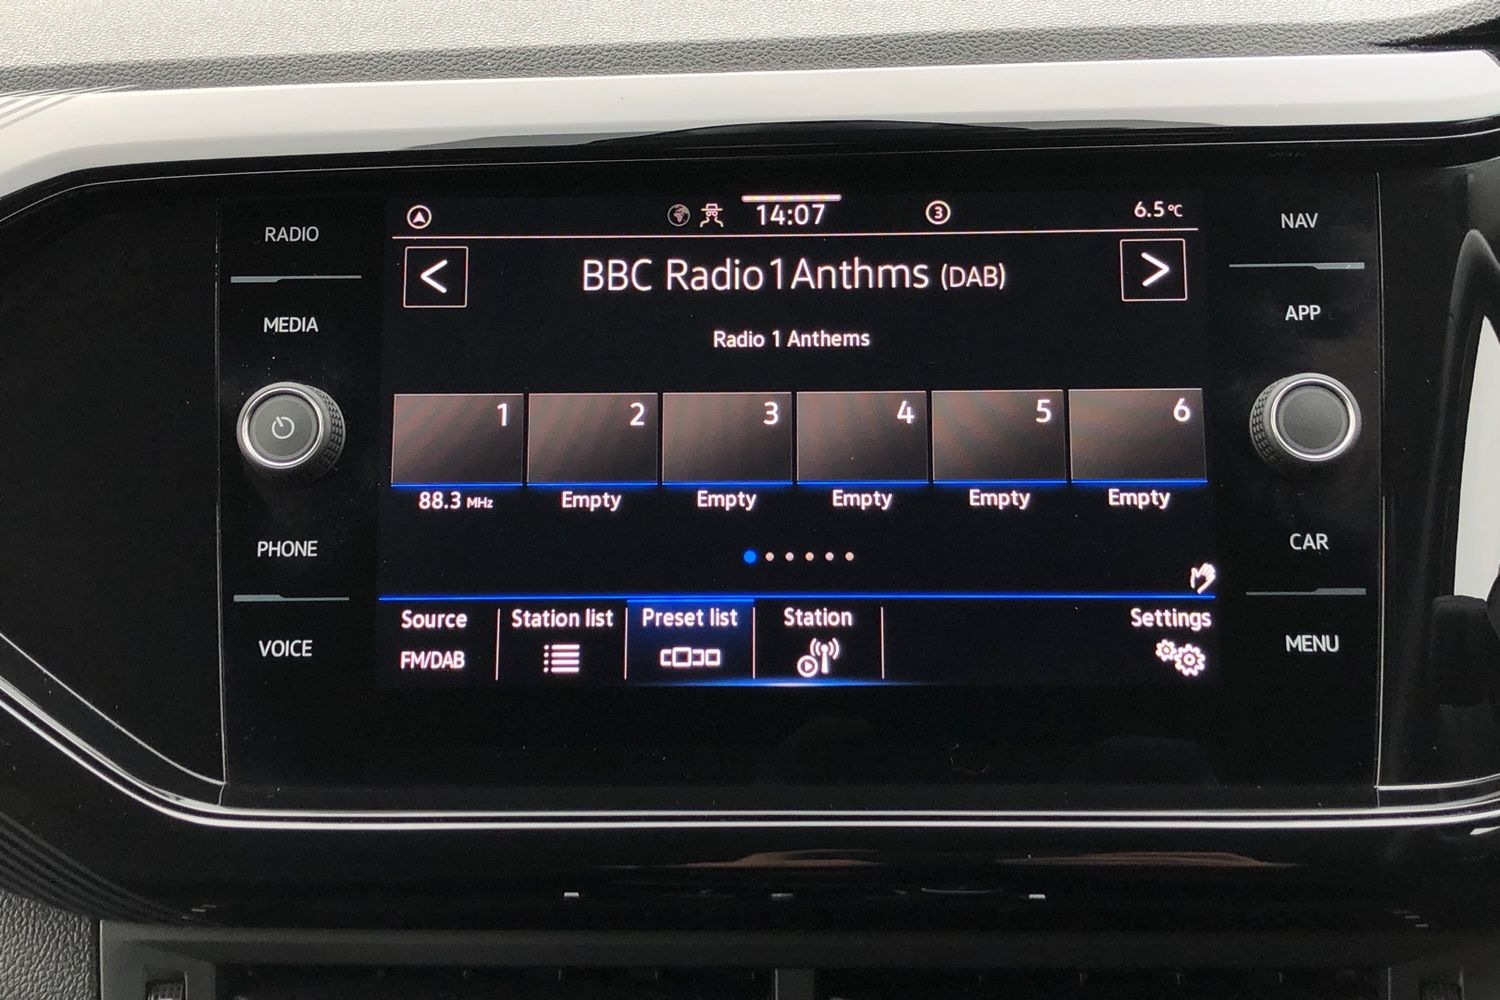 RADIO
MEDIA
PHONE
VOICE
14:07
3
6.5°C
BBC Radio1Anthms (DAB)
Radio 1 Anthems
1 2 3 4 5 6
88.3 MHz Empty Empty Empty Empty Empty
Source Station list Preset list Station Settings
FM/DAB
NAV
APP
CAR
MENU